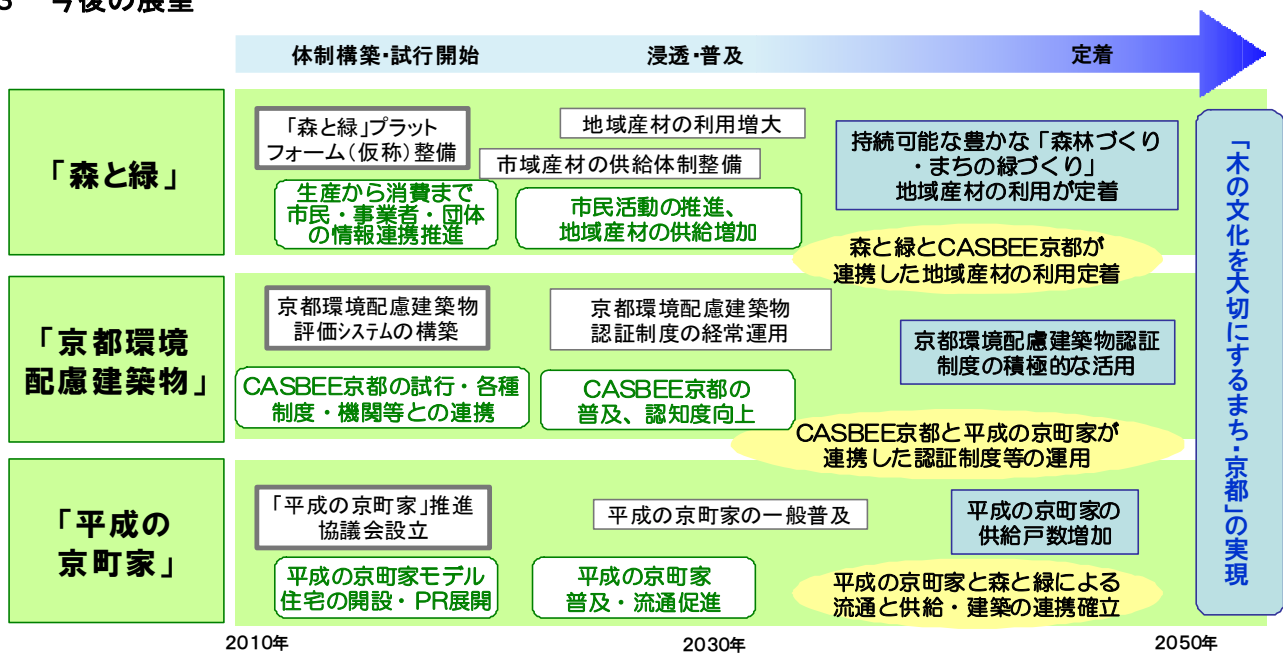 今後の展望
体制構築・試行開始
浸透・普及
定着
「森と緑」
「森と緑」プラット
フォーム（仮称）整備
地域産材の利用増大
市域産材の供給体制整備
生産から消費まで
市民・事業者・団体
の情報連携推進
市民活動の推進、
地域産材の供給増加
持続可能な豊かな「森林づくり
・まちの緑づくり」
地域産材の利用が定着
森と緑とCASBEE京都が
連携した地域産材の利用定着
「京都環境
配慮建築物」
京都環境配慮建築物
評価システムの構築
京都環境配慮建築物
認証制度の経常運用
京都環境配慮建築物認証
制度の積極的な活用
CASBEE京都の試行・各種
制度・機関等との連携
CASBEE京都の
普及、認知度向上
CASBEE京都と平成の京町家が
連携した認証制度等の運用
「平成の
京町家」
「平成の京町家」推進
協議会設立
平成の京町家の一般普及
平成の京町家の
供給戸数増加
平成の京町家モデル
住宅の開設・PR展開
平成の京町家
普及・流通促進
平成の京町家と森と緑による
流通と供給・建築の連携確立
「木の文化を大切にするまち・京都」の実現
2010年
2030年
2050年